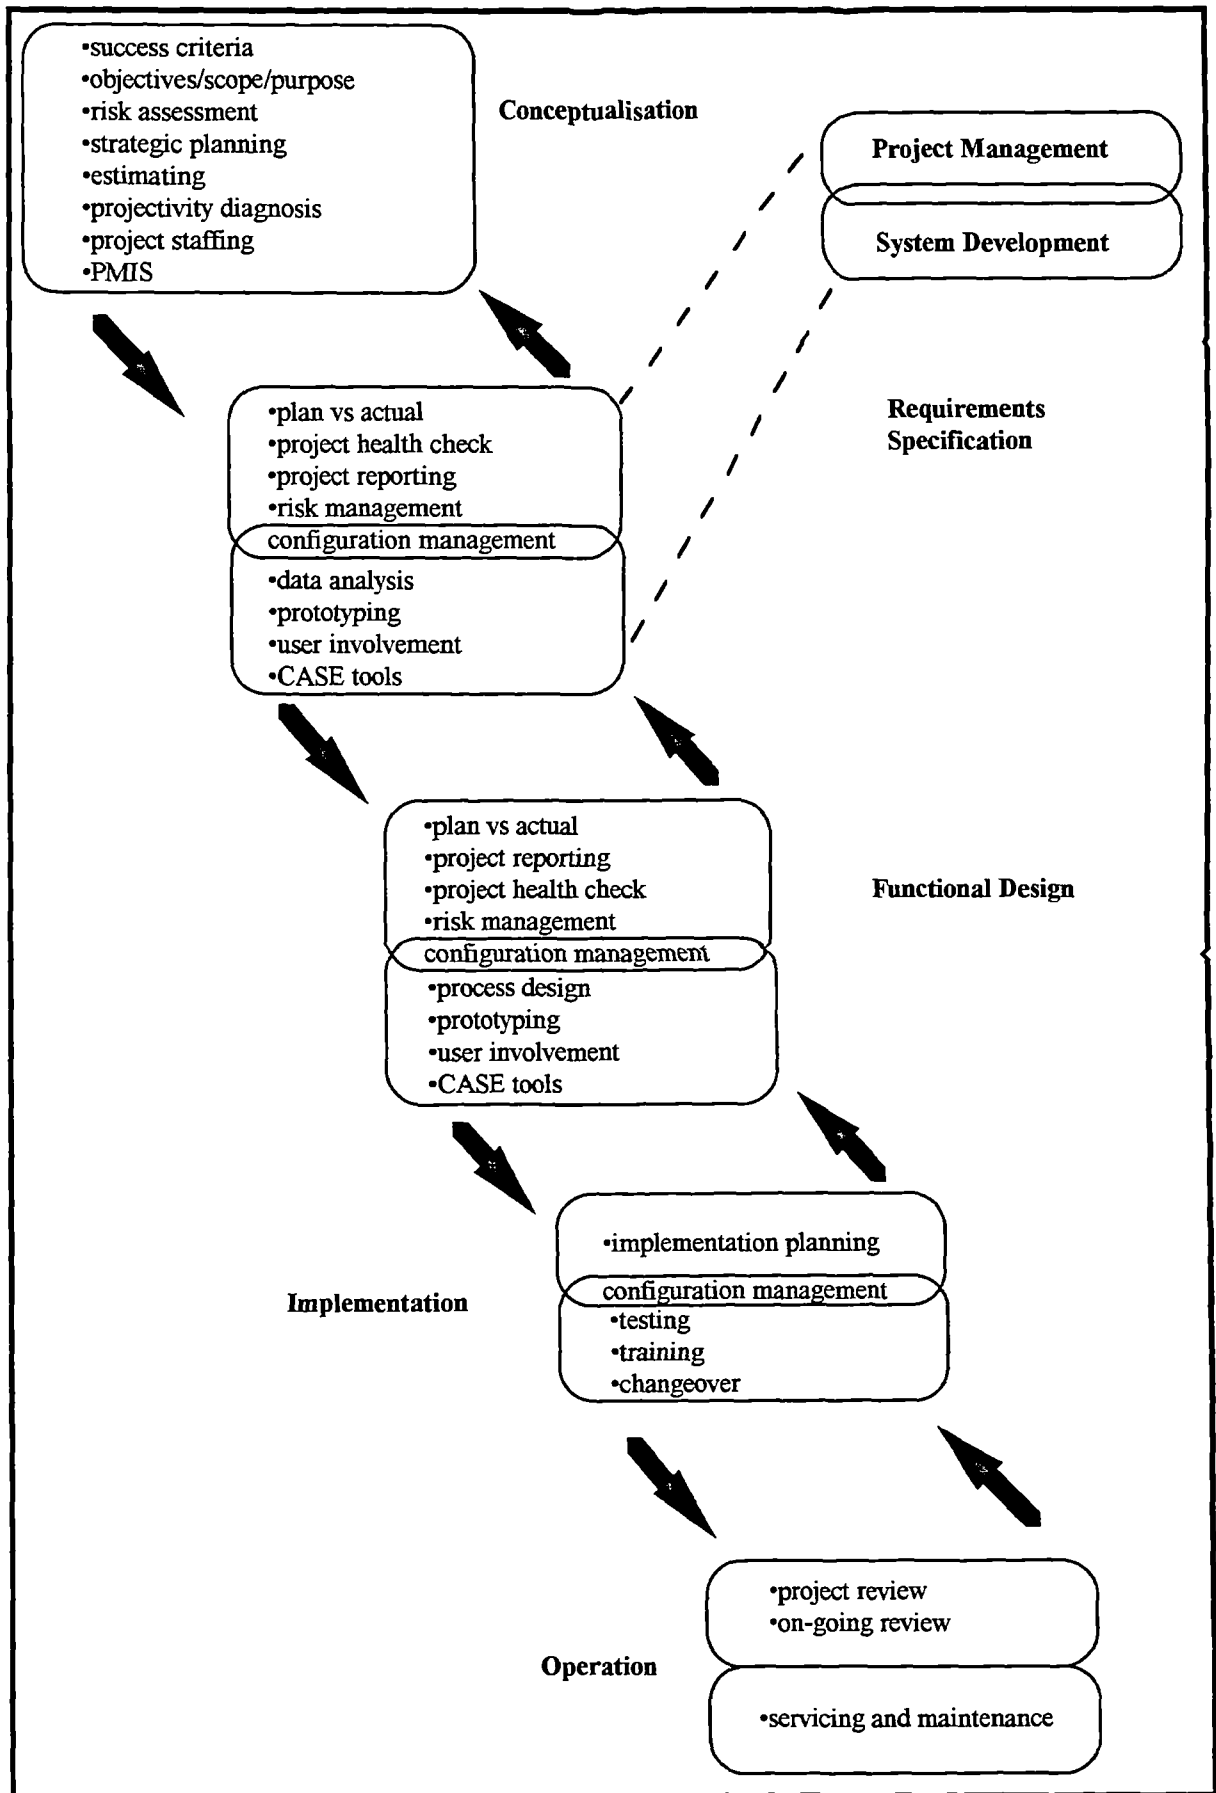 •success criteria
•objectives/scope/purpose
•risk assessment
•strategic planning
•estimating
•projectivity diagnosis
•project staffing
•PMIS
Conceptualisation
Project Management
System Development
•plan vs actual
•project health check
•project reporting
•risk management
configuration management
•data analysis
•prototyping
•user involvement
•CASE tools
Requirements
Specification
•plan vs actual
•project reporting
•project health check
•risk management
configuration management
•process design
•prototyping
•user involvement
•CASE tools
Functional Design
•implementation planning
configuration management
•testing
•training
•changeover
Implementation
•project review
•on-going review
Operation
•servicing and maintenance